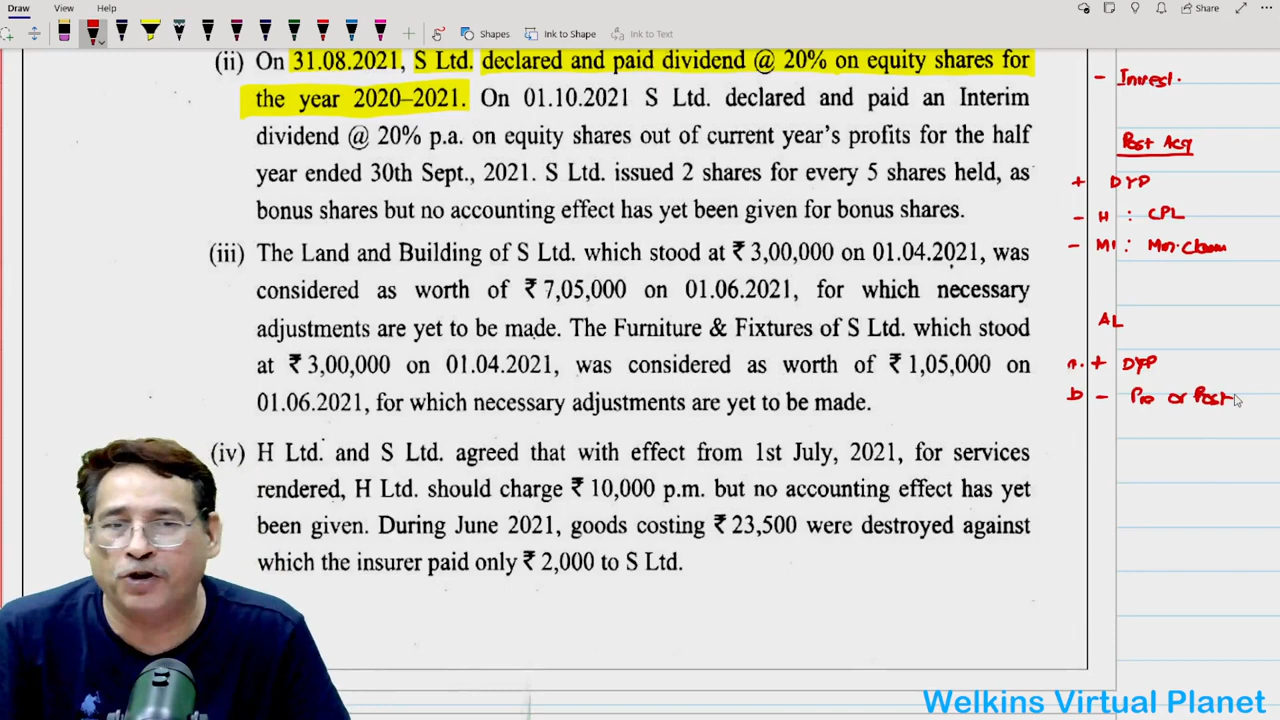 Draw View Help
Share
Shapes Ink to Shape Ink to Text
(ii) On 31.08.2021, S Ltd. declared and paid dividend @ 20% on equity shares for
the year 2020–2021. On 01.10.2021 S Ltd. declared and paid an Interim
dividend @ 20% p.a. on equity shares out of current year's profits for the half
year ended 30th Sept., 2021. S Ltd. issued 2 shares for every 5 shares held, as
bonus shares but no accounting effect has yet been given for bonus shares.
(iii) The Land and Building of S Ltd. which stood at ₹ 3,00,000 on 01.04.2021, was
considered as worth of ₹ 7,05,000 on 01.06.2021, for which necessary
adjustments are yet to be made. The Furniture & Fixtures of S Ltd. which stood
at ₹ 3,00,000 on 01.04.2021, was considered as worth of ₹ 1,05,000 on
01.06.2021, for which necessary adjustments are yet to be made.
(iv) H Ltd. and S Ltd. agreed that with effect from 1st July, 2021, for services
rendered, H Ltd. should charge ₹ 10,000 p.m. but no accounting effect has yet
been given. During June 2021, goods costing ₹ 23,500 were destroyed against
which the insurer paid only ₹ 2,000 to S Ltd.
- Invest.
Post Acq
+ DYP
- H : CPL
- MI :
AL
+ DYP
- Pre or Post
Welkins Virtual Planet